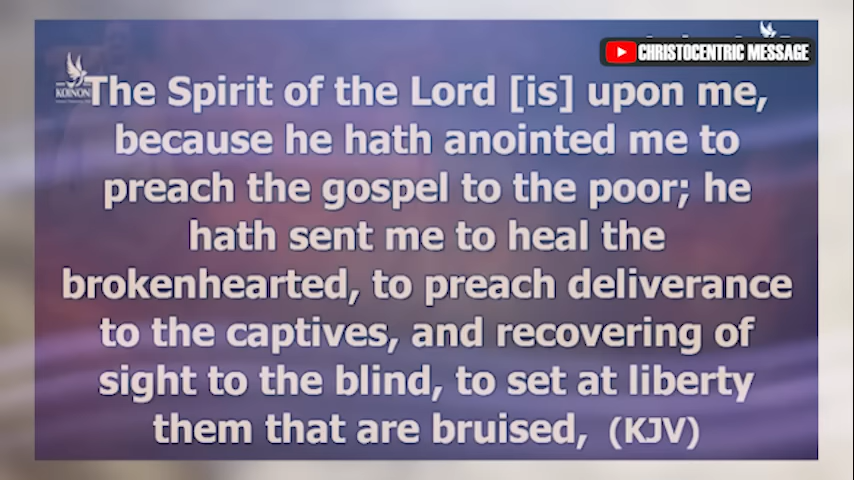 CHRISTOCENTRIC MESSAGE
KOINON
The Spirit of the Lord [is] upon me,
because he hath anointed me to
preach the gospel to the poor; he
hath sent me to heal the
brokenhearted, to preach deliverance
to the captives, and recovering of
sight to the blind, to set at liberty
them that are bruised, (KJV)